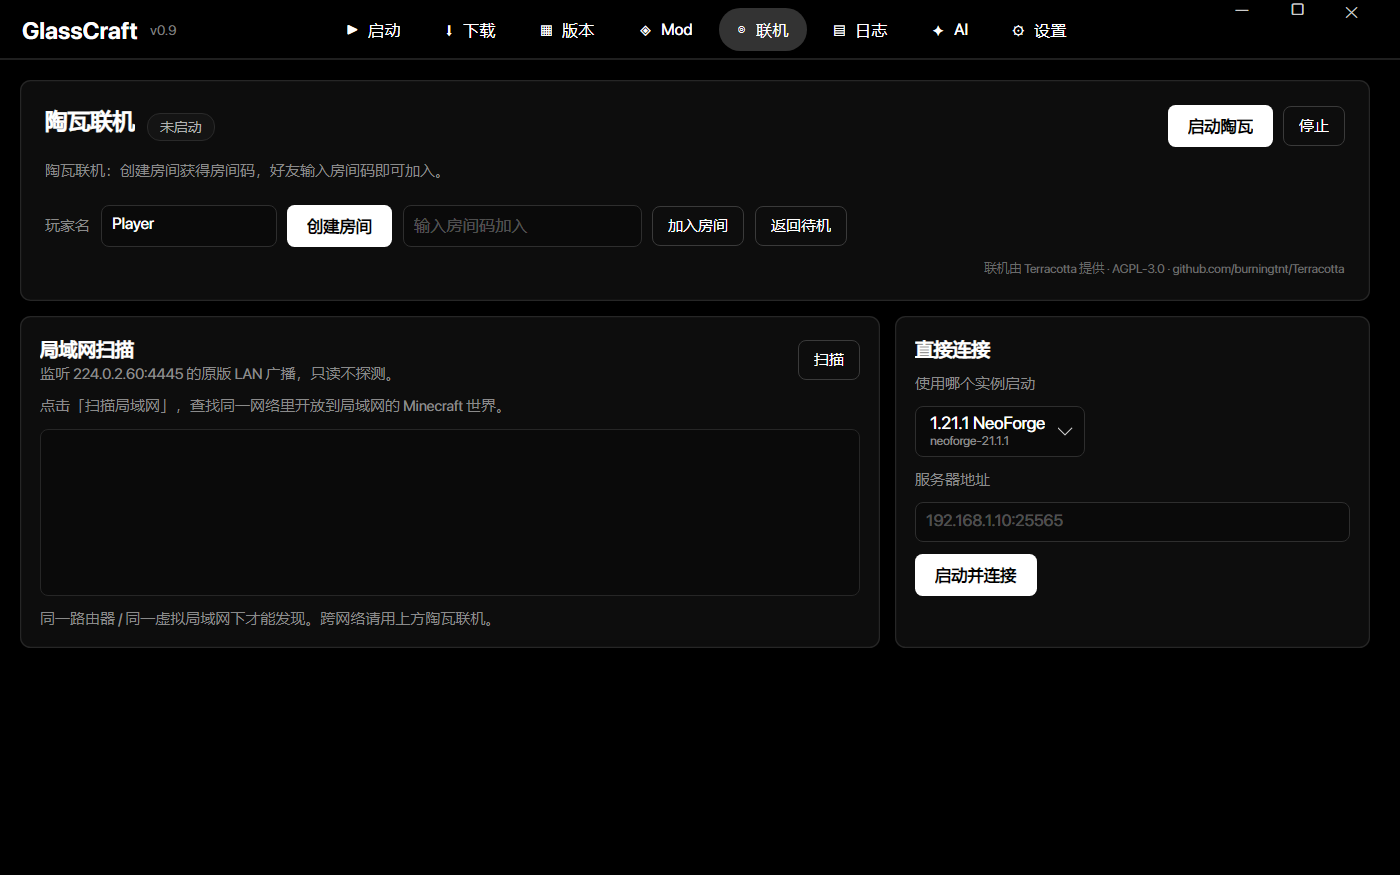 GlassCraft v0.9
启动 下载 版本 Mod 联机 日志 AI 设置
陶瓦联机 未启动 启动陶瓦 停止
陶瓦联机：创建房间获得房间码，好友输入房间码即可加入。
玩家名 Player 创建房间 输入房间码加入 加入房间 返回待机
联机由 Terracotta 提供 · AGPL-3.0 · github.com/burningtnt/Terracotta
局域网扫描
监听 224.0.2.60:4445 的原版 LAN 广播，只读不探测。
扫描
点击「扫描局域网」，查找同一网络里开放到局域网的 Minecraft 世界。
同一路由器 / 同一虚拟局域网下才能发现。跨网络请用上方陶瓦联机。
直接连接
使用哪个实例启动
1.21.1 NeoForge
neoforge-21.1.1
服务器地址
192.168.1.10:25565
启动并连接